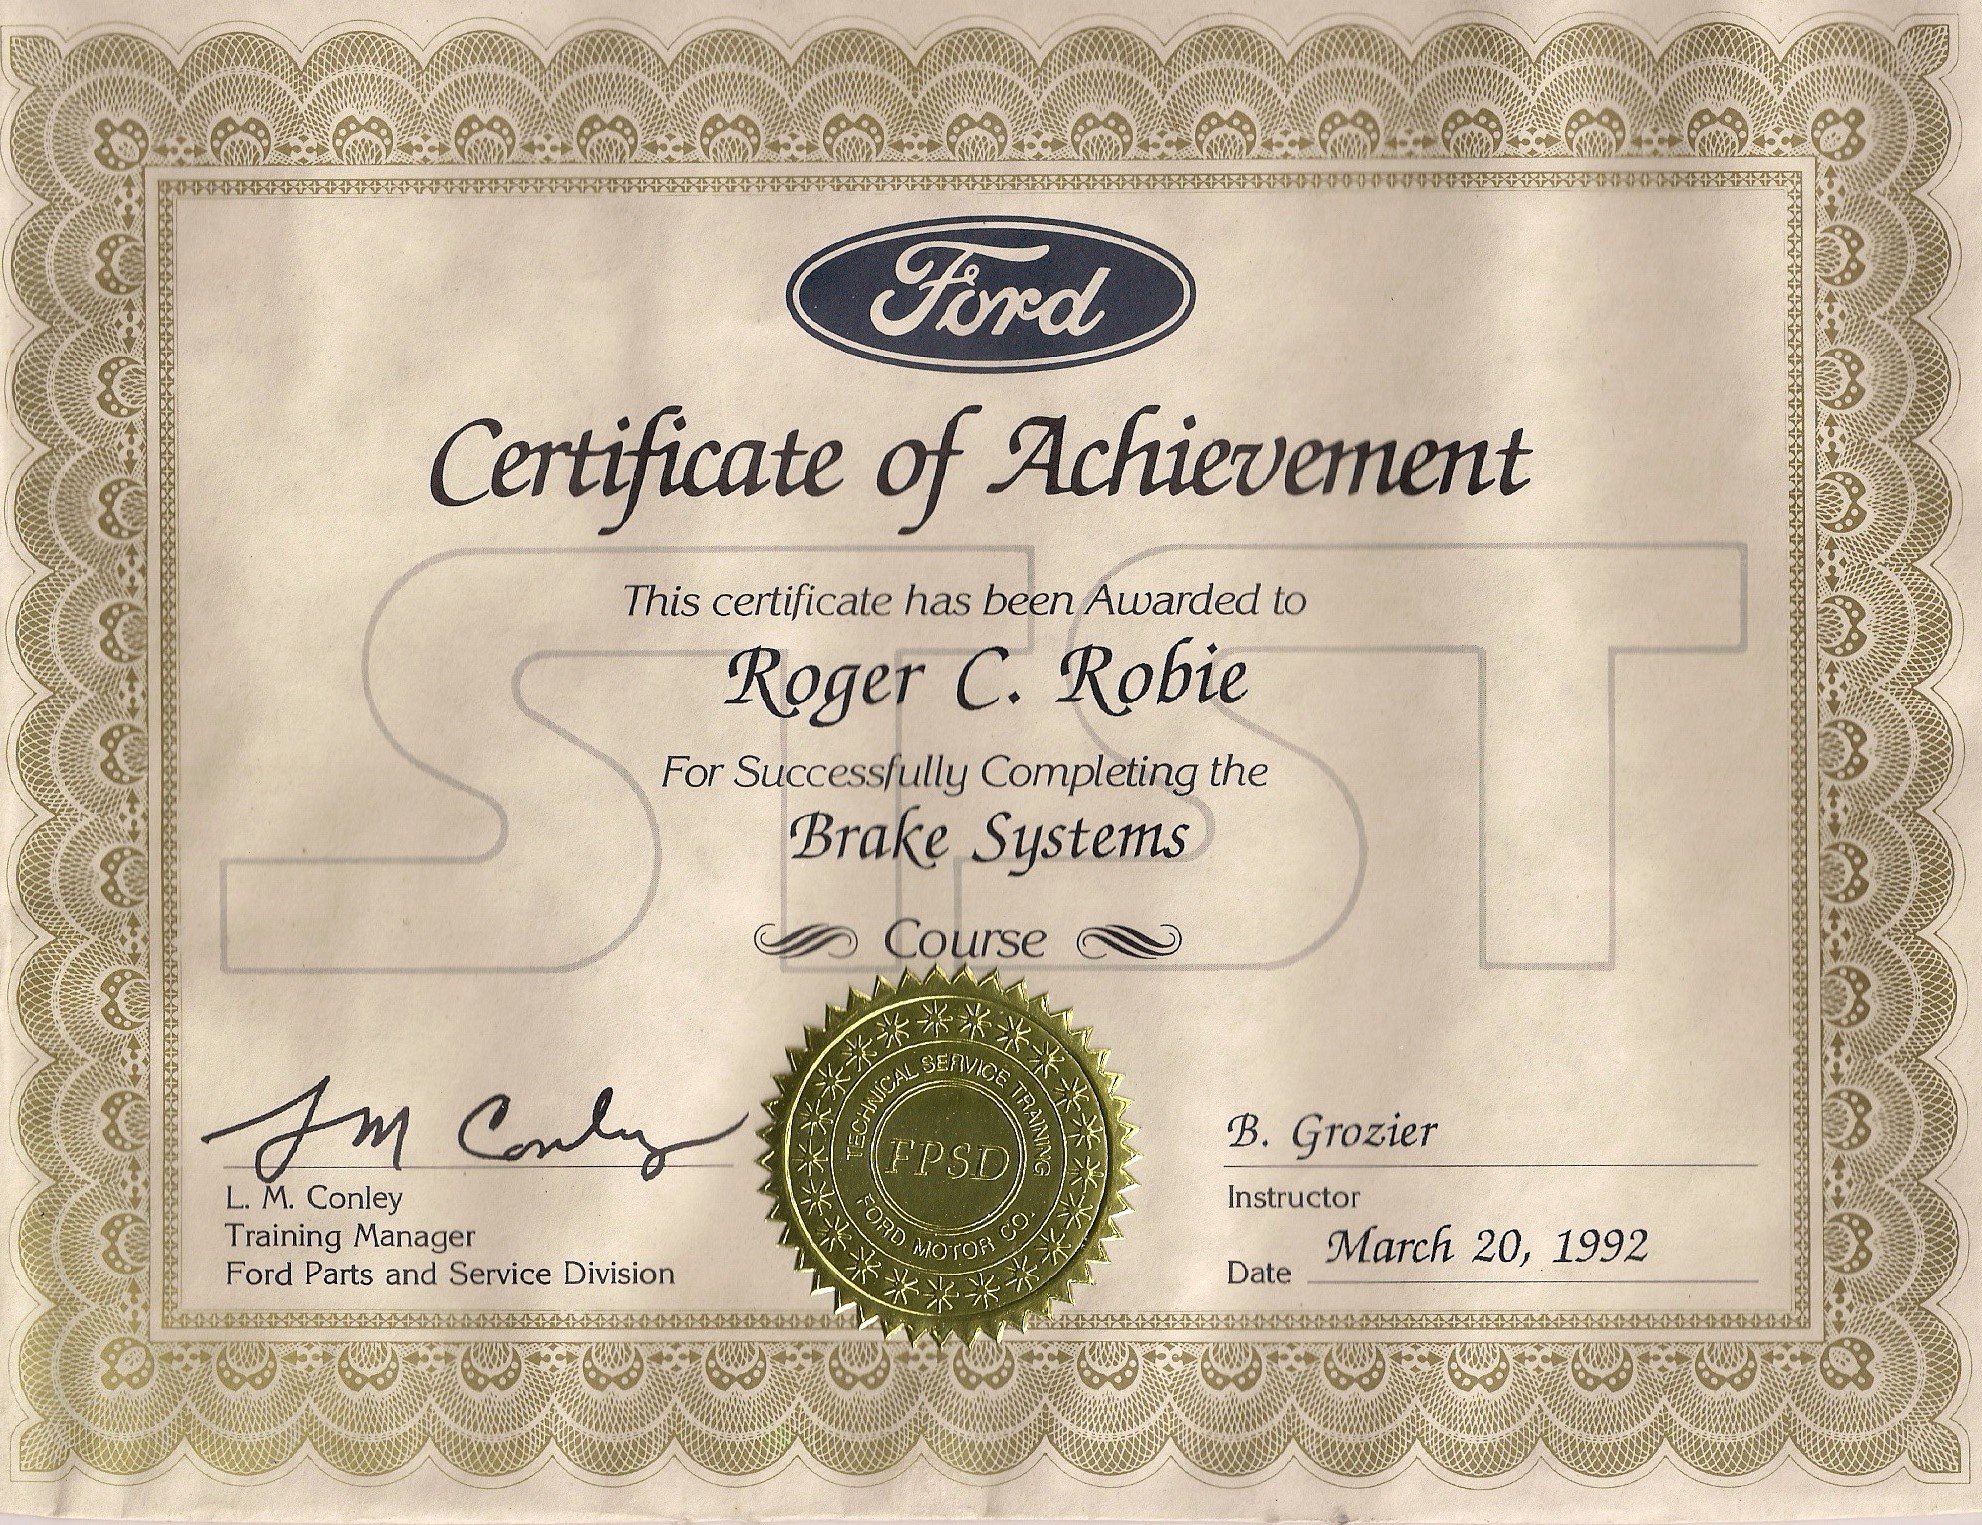 Ford
Certificate of Achievement
STST
This certificate has been Awarded to
Roger C. Robie
For Successfully Completing the
Brake Systems
Course
TECHNICAL SERVICE TRAINING
FPSD
FORD MOTOR CO.
L M Conley
L. M. Conley
Training Manager
Ford Parts and Service Division
B. Grozier
Instructor
Date March 20, 1992